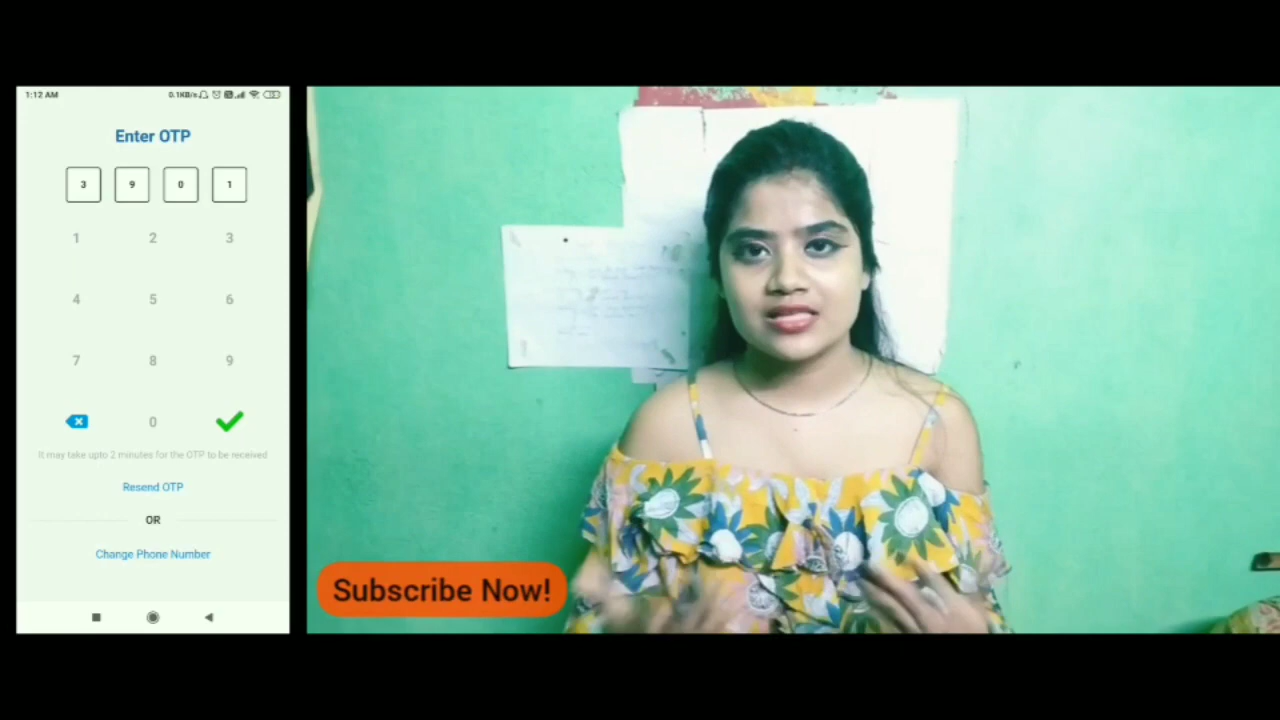 1:12 AM
0.1KB/s
Enter OTP
3 9 0 1
1 2 3
4 5 6
7 8 9
0
It may take upto 2 minutes for the OTP to be received
Resend OTP
OR
Change Phone Number
Subscribe Now!